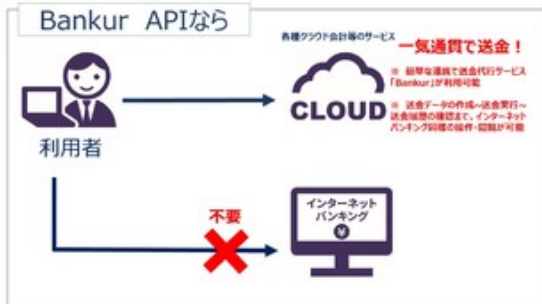 Bankur APIなら
各種クラウド会計等のサービス
一気通貫で送金！
※ 簡単な連携で送金代行サービス
「Bankur」が利用可能
CLOUD
※ 送金データの作成～送金実行～
送金履歴の確認まで、インターネット
バンキング同様の操作・閲覧が可能
利用者
不要
インターネット
バンキング
¥